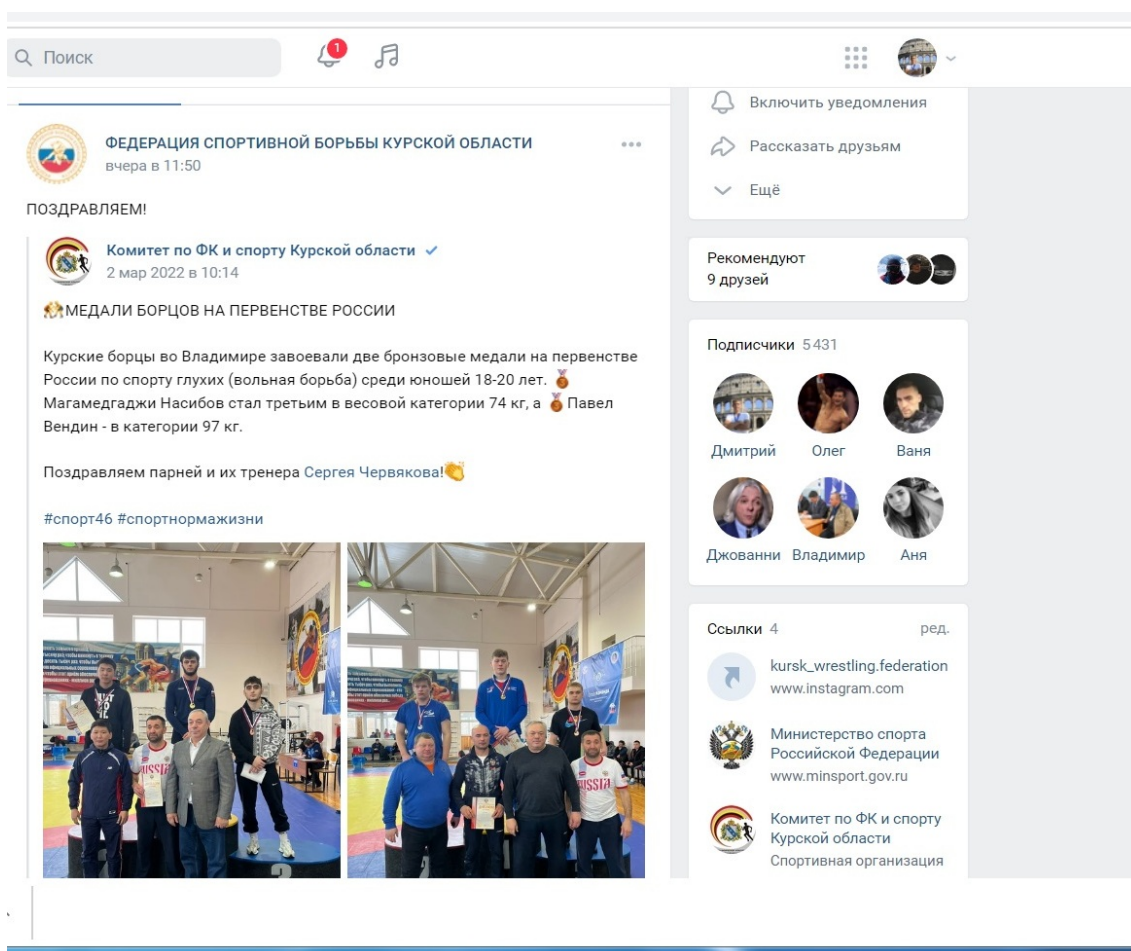 Поиск
1
Включить уведомления
Рассказать друзьям
Ещё
ФЕДЕРАЦИЯ СПОРТИВНОЙ БОРЬБЫ КУРСКОЙ ОБЛАСТИ
вчера в 11:50
ПОЗДРАВЛЯЕМ!
Комитет по ФК и спорту Курской области
2 мар 2022 в 10:14
МЕДАЛИ БОРЦОВ НА ПЕРВЕНСТВЕ РОССИИ
Курские борцы во Владимире завоевали две бронзовые медали на первенстве
России по спорту глухих (вольная борьба) среди юношей 18-20 лет.
Магамедгаджи Насибов стал третьим в весовой категории 74 кг, а Павел
Вендин - в категории 97 кг.
Поздравляем парней и их тренера Сергея Червякова!
#спорт46 #спортнормажизни
RUSSIA
RUSSIA
Рекомендуют
9 друзей
Подписчики 5 431
Дмитрий Олег Ваня
Джованни Владимир Аня
Ссылки 4 ред.
kursk_wrestling.federation
www.instagram.com
Министерство спорта
Российской Федерации
www.minsport.gov.ru
Комитет по ФК и спорту
Курской области
Спортивная организация